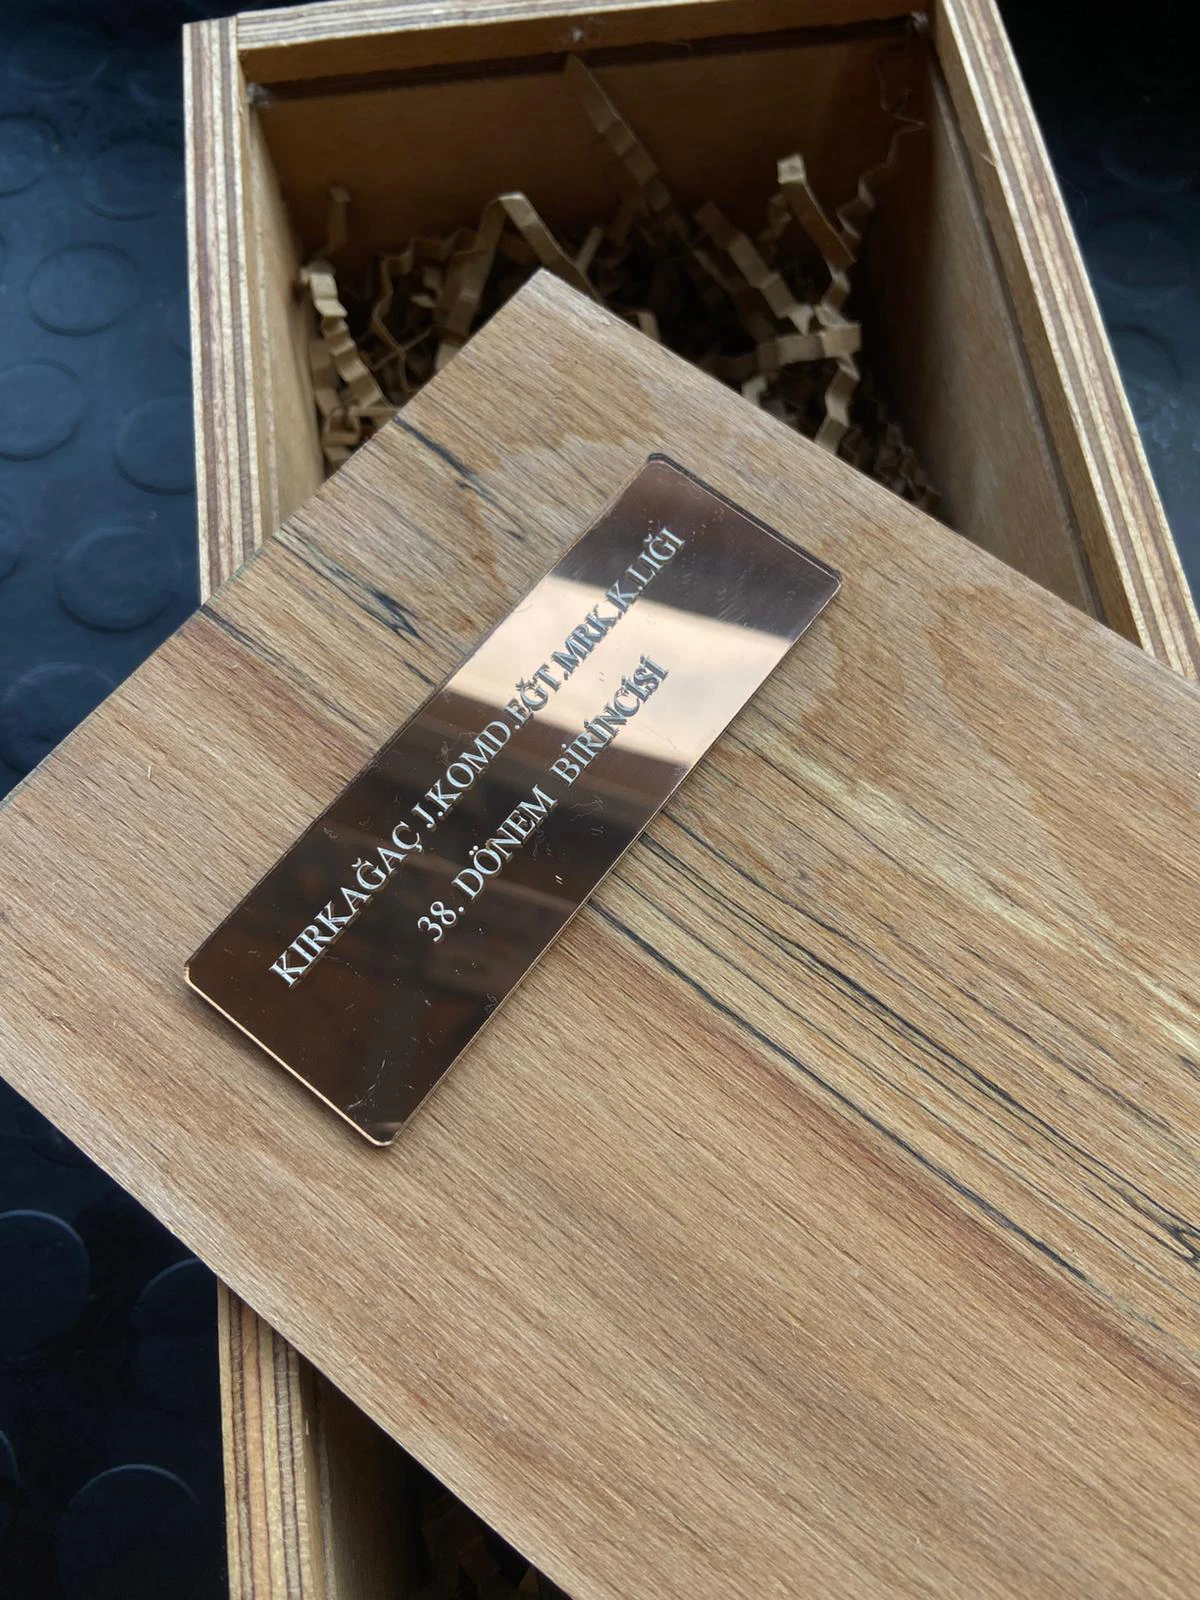 KIRKAĞAÇ J.KOMD.EĞT.MRK.K.LIĞI
38. DÖNEM BİRİNCİSİ